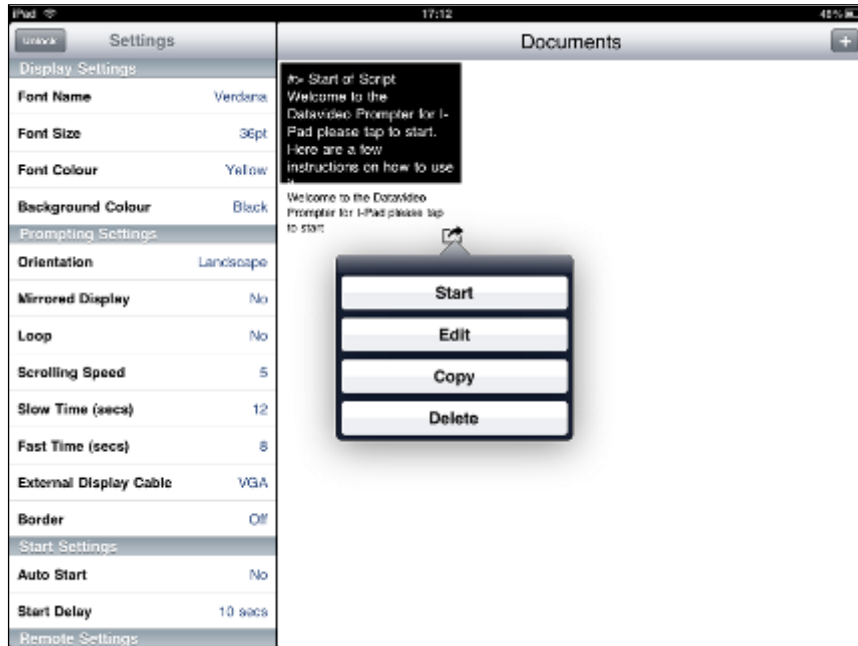 iPad 17:12 48%
Unlock Settings
Documents +
Display Settings
Font Name Verdana
Font Size 36pt
Font Colour Yellow
Background Colour Black
Prompting Settings
Orientation Landscape
Mirrored Display No
Loop No
Scrolling Speed 5
Slow Time (secs) 12
Fast Time (secs) 8
External Display Cable VGA
Border Off
Start Settings
Auto Start No
Start Delay 10 secs
Remote Settings
Start of Script
Welcome to the
Datavideo Prompter for I-
Pad please tap to start.
Here are a few
instructions on how to use
Welcome to the Datavideo
Prompter for I-Pad please tap
to start
Start
Edit
Copy
Delete